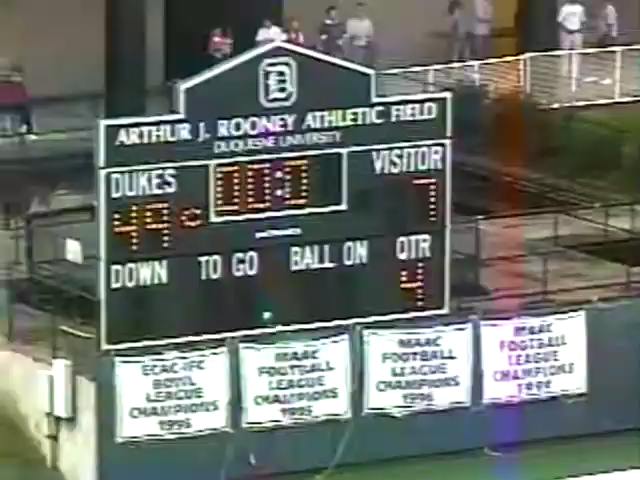 D
ARTHUR J. ROONEY ATHLETIC FIELD
DUQUESNE UNIVERSITY
DUKES 00:0 VISITOR
49 7
DOWN TO GO BALL ON QTR
4
ECAC-IFC
BOWL
LEAGUE
CHAMPIONS
1995
MAAC
FOOTBALL
LEAGUE
CHAMPIONS
1995
MAAC
FOOTBALL
LEAGUE
CHAMPIONS
1996
MAAC
FOOTBALL
LEAGUE
CHAMPIONS